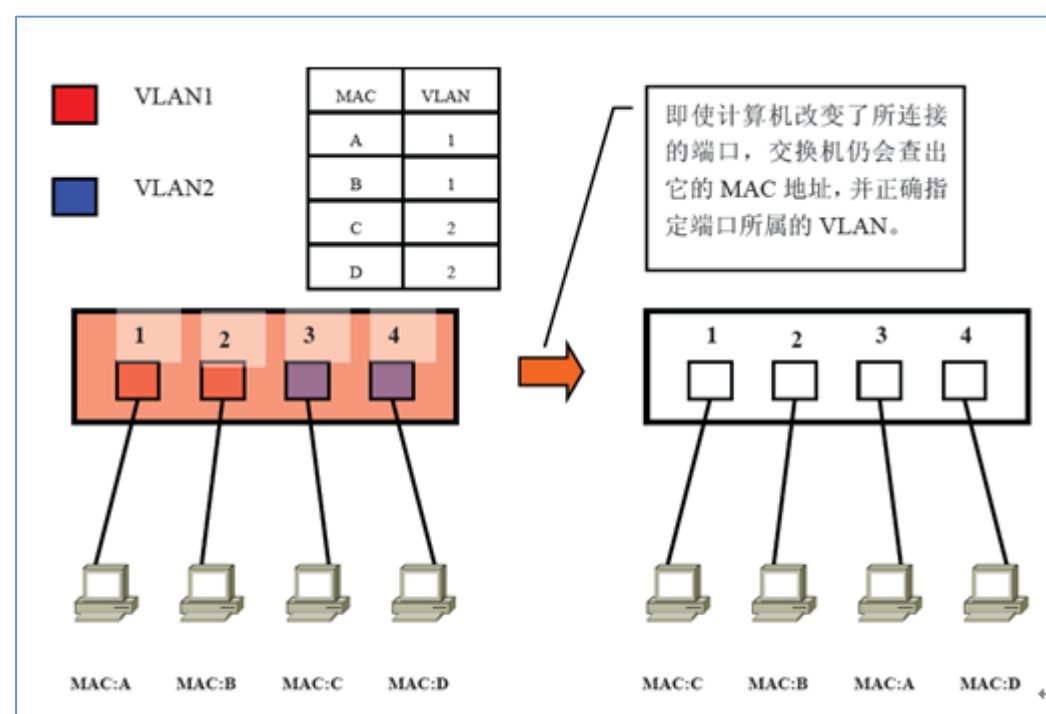 VLAN1
VLAN2
MAC VLAN
A 1
B 1
C 2
D 2
即使计算机改变了所连接
的端口，交换机仍会查出
它的 MAC 地址，并正确指
定端口所属的 VLAN。
1 2 3 4
1 2 3 4
MAC:A MAC:B MAC:C MAC:D
MAC:C MAC:B MAC:A MAC:D